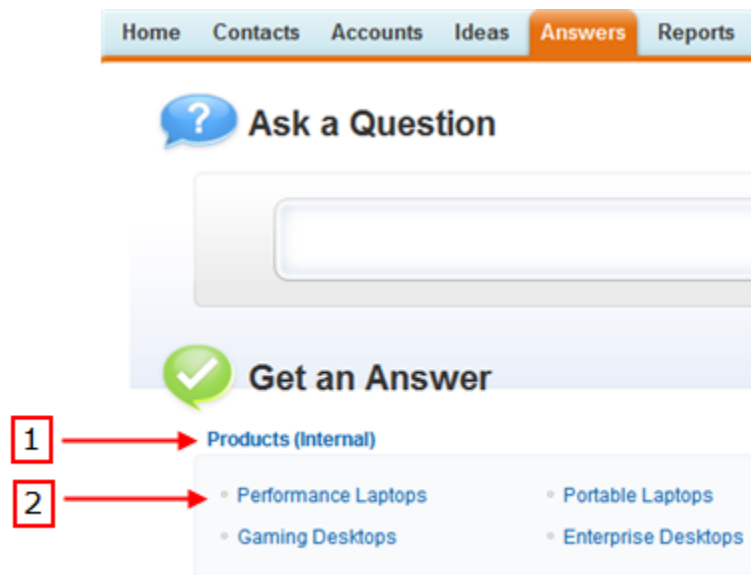 Home Contacts Accounts Ideas Answers Reports
?
Ask a Question
Get an Answer
1
Products (Internal)
2
Performance Laptops Portable Laptops
Gaming Desktops Enterprise Desktops